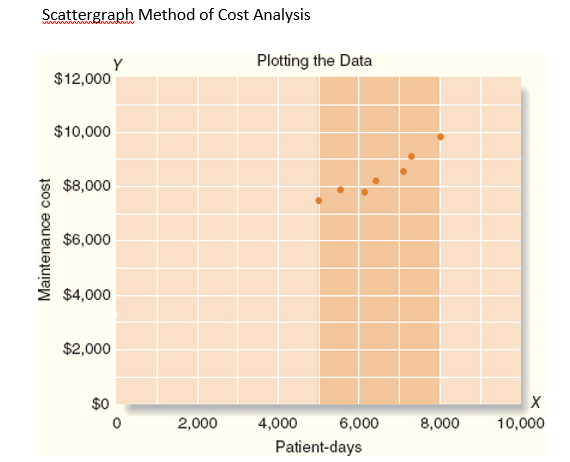 Scattergraph Method of Cost Analysis
Plotting the Data
Y
$12,000
$10,000
$8,000
$6,000
$4,000
$2,000
$0
Maintenance cost
X
0 2,000 4,000 6,000 8,000 10,000
Patient-days